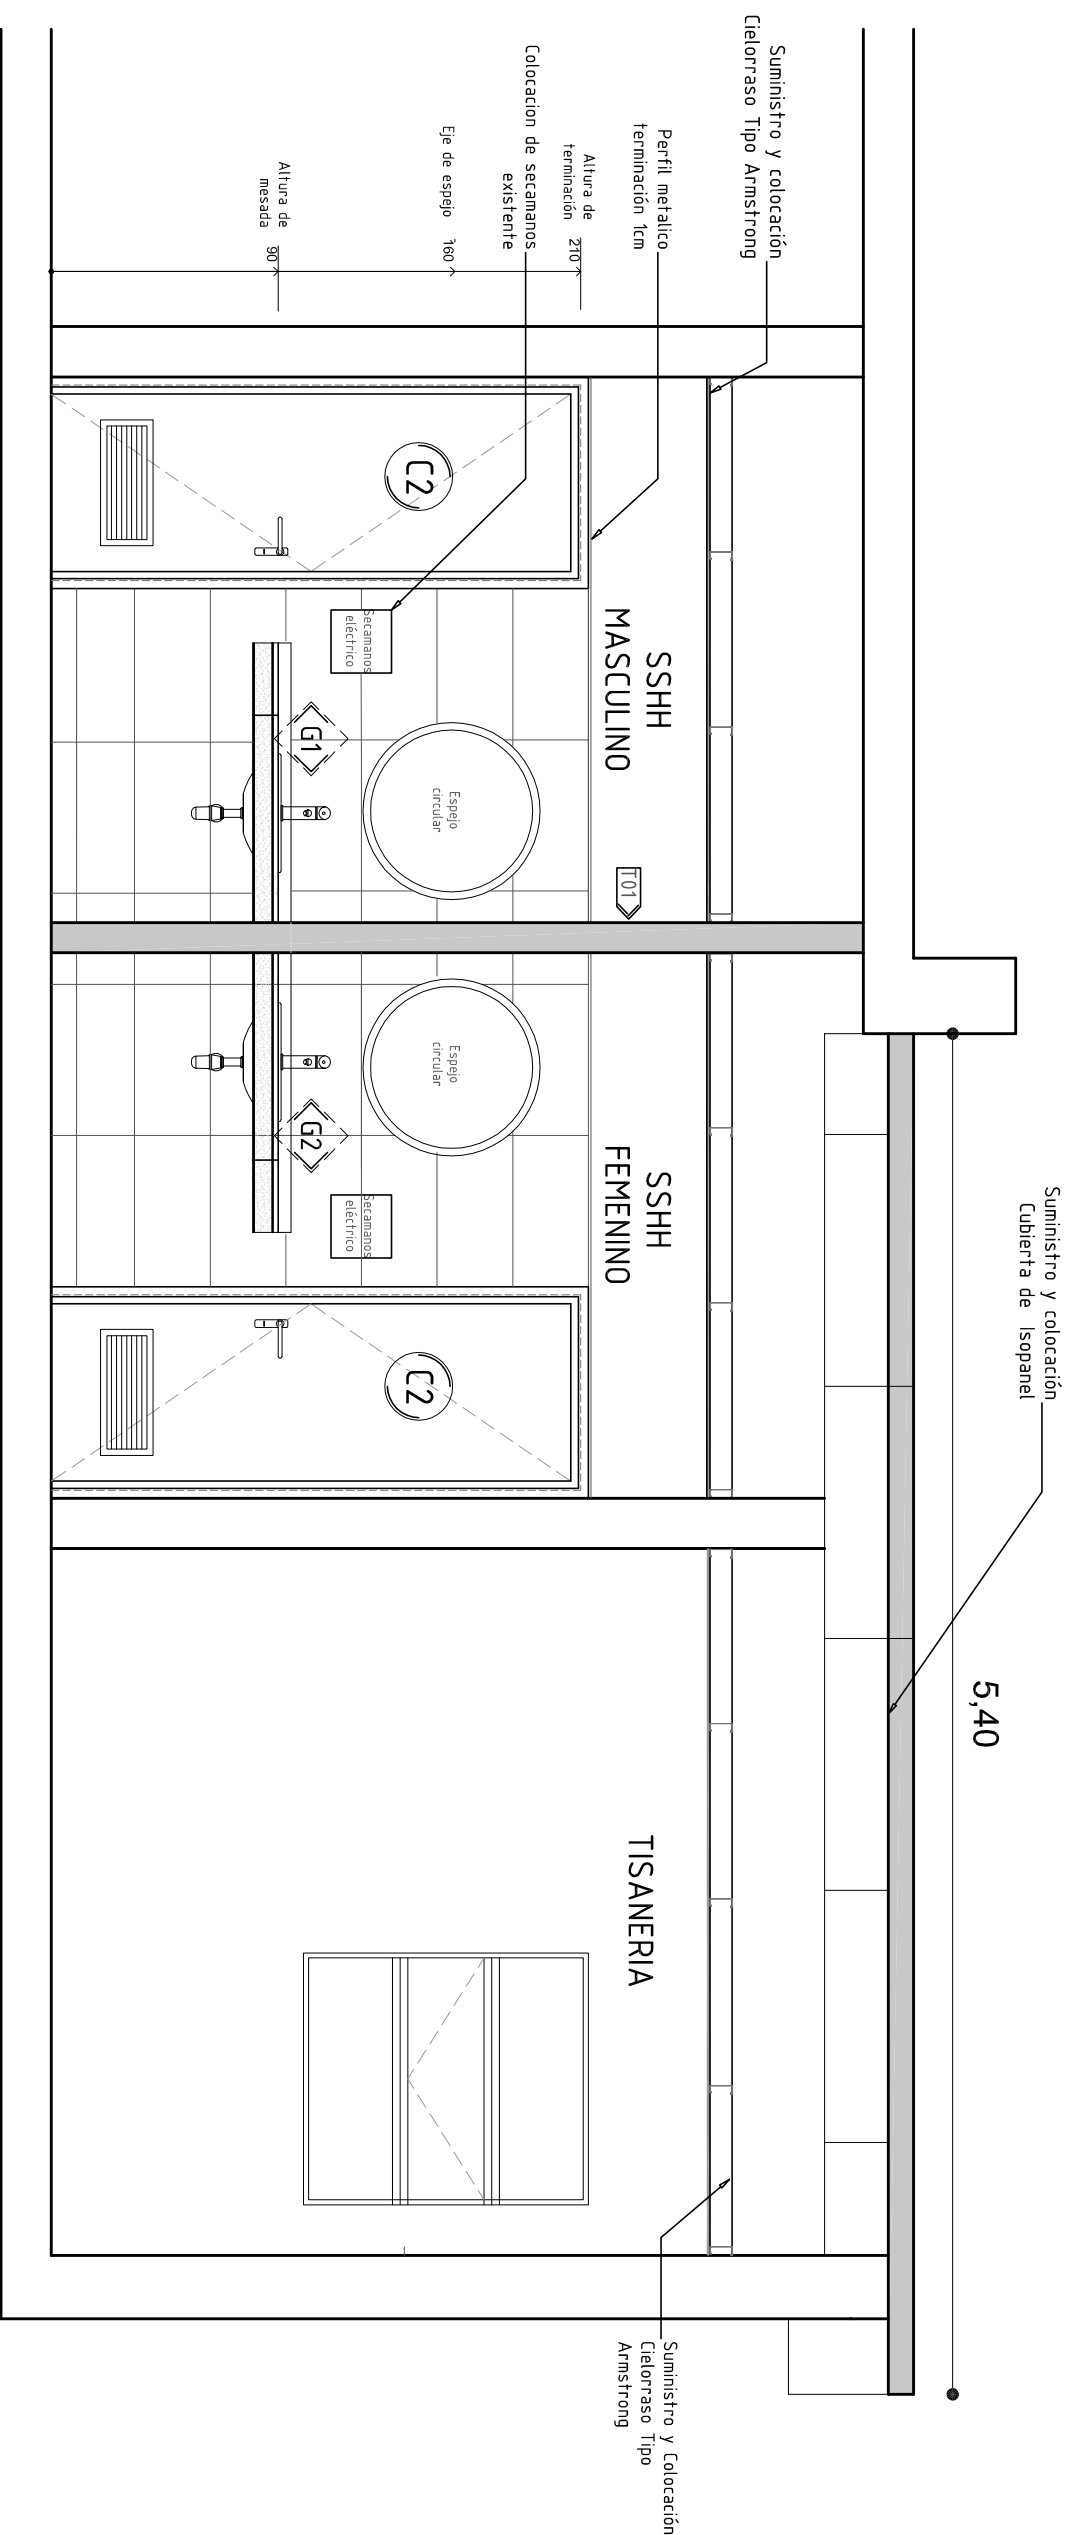 Suministro y colocación
Cielorraso Tipo Armstrong
Perfil metalico
terminación 1cm
Altura de
terminación
210
Colocacion de secamanos
existente
Eje de espejo
160
Altura de
mesada
90
C2
SSHH
MASCULINO
Secamanos
eléctrico
G1
Espejo
circular
T01
Espejo
circular
G2
SSHH
FEMENINO
Secamanos
eléctrico
C2
Suministro y colocación
Cubierta de Isopanel
5,40
TISANERIA
Suministro y Colocación
Cielorraso Tipo
Armstrong